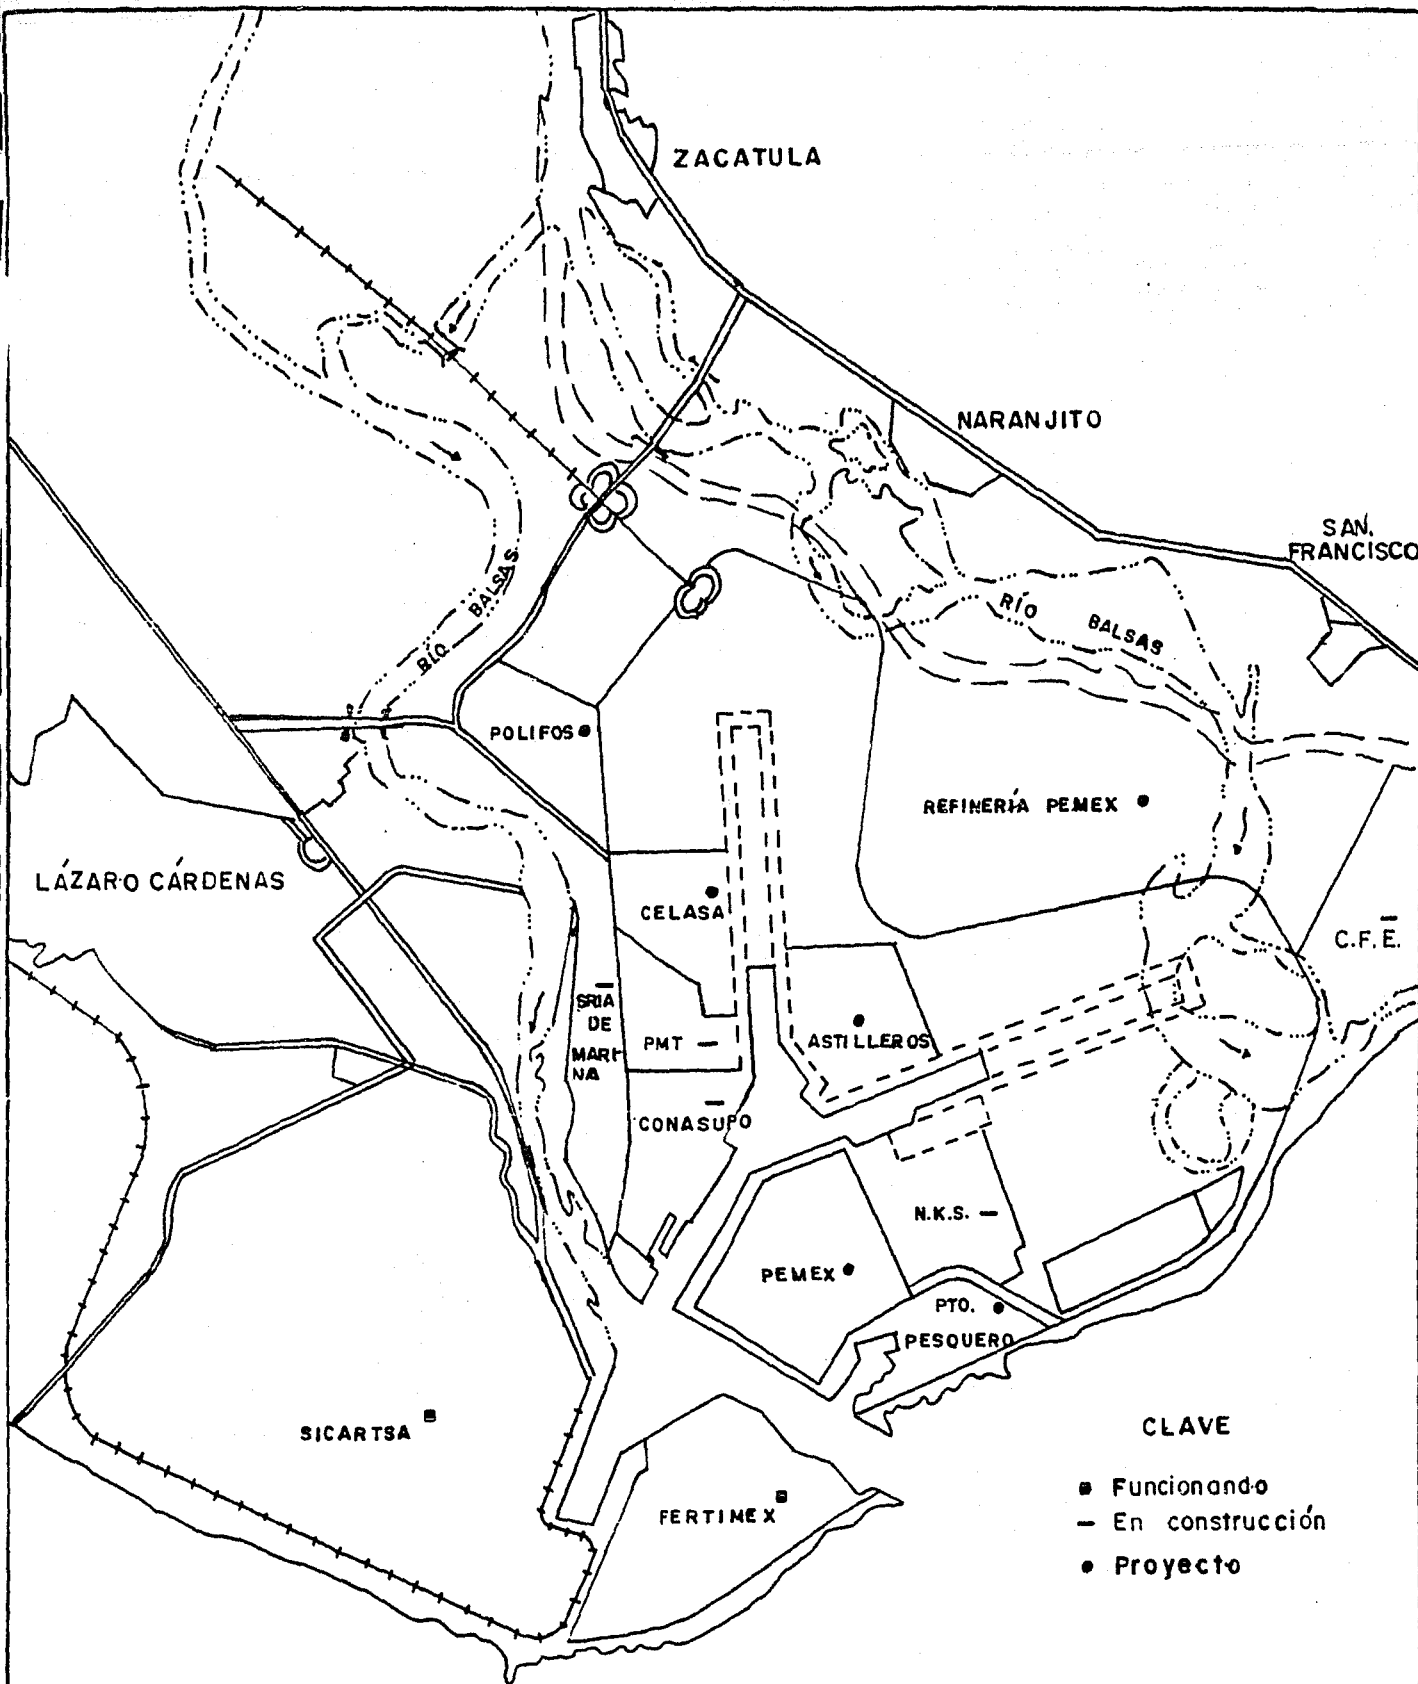 ZACATULA
NARANJITO
SAN.
FRANCISCO
RÍO BALSAS
RÍO BALSAS
POLIFOS
REFINERÍA PEMEX
LÁZARO CÁRDENAS
CELASA
C.F.E.
SRIA
DE
MARI-
NA
PMT
ASTILLEROS
CONASUPO
N.K.S.
PEMEX
PTO.
PESQUERO
SICARTSA
FERTIMEX
CLAVE
Funcionando
En construcción
Proyecto